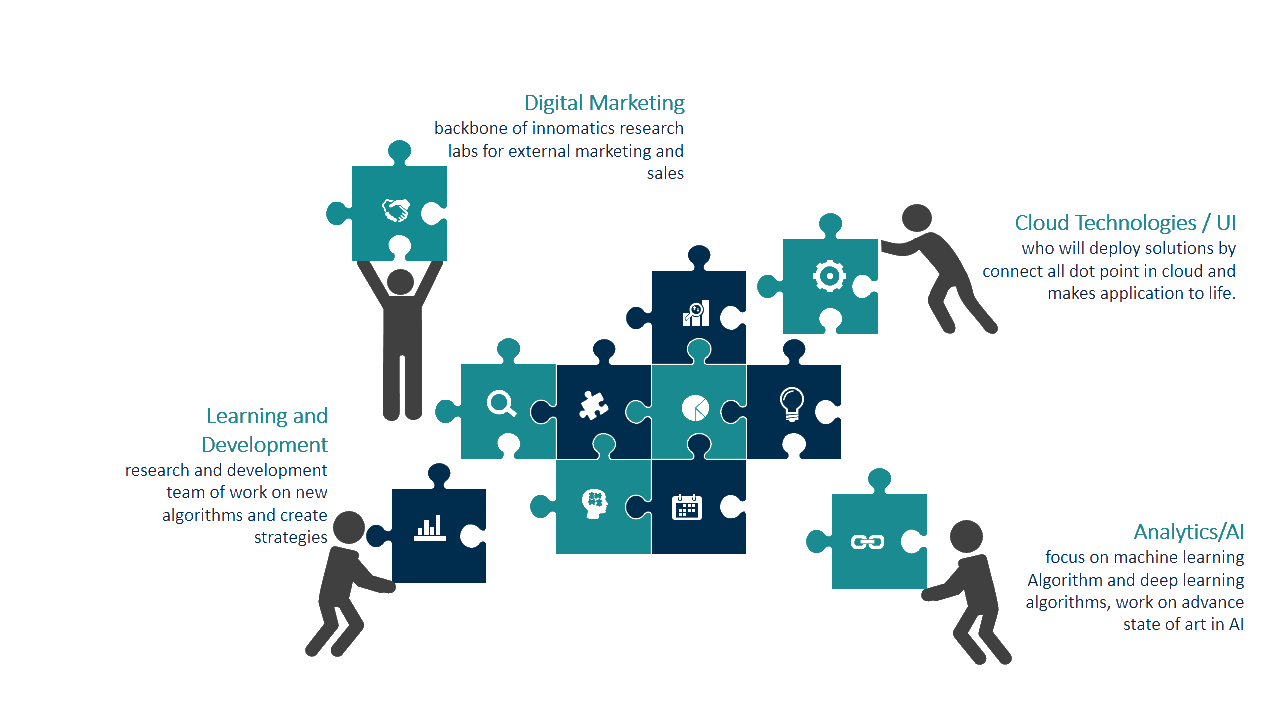 Digital Marketing
backbone of innomatics research
labs for external marketing and
sales
Cloud Technologies / UI
who will deploy solutions by
connect all dot point in cloud and
makes application to life.
Learning and
Development
research and development
team of work on new
algorithms and create
strategies
Analytics/AI
focus on machine learning
Algorithm and deep learning
algorithms, work on advance
state of art in AI